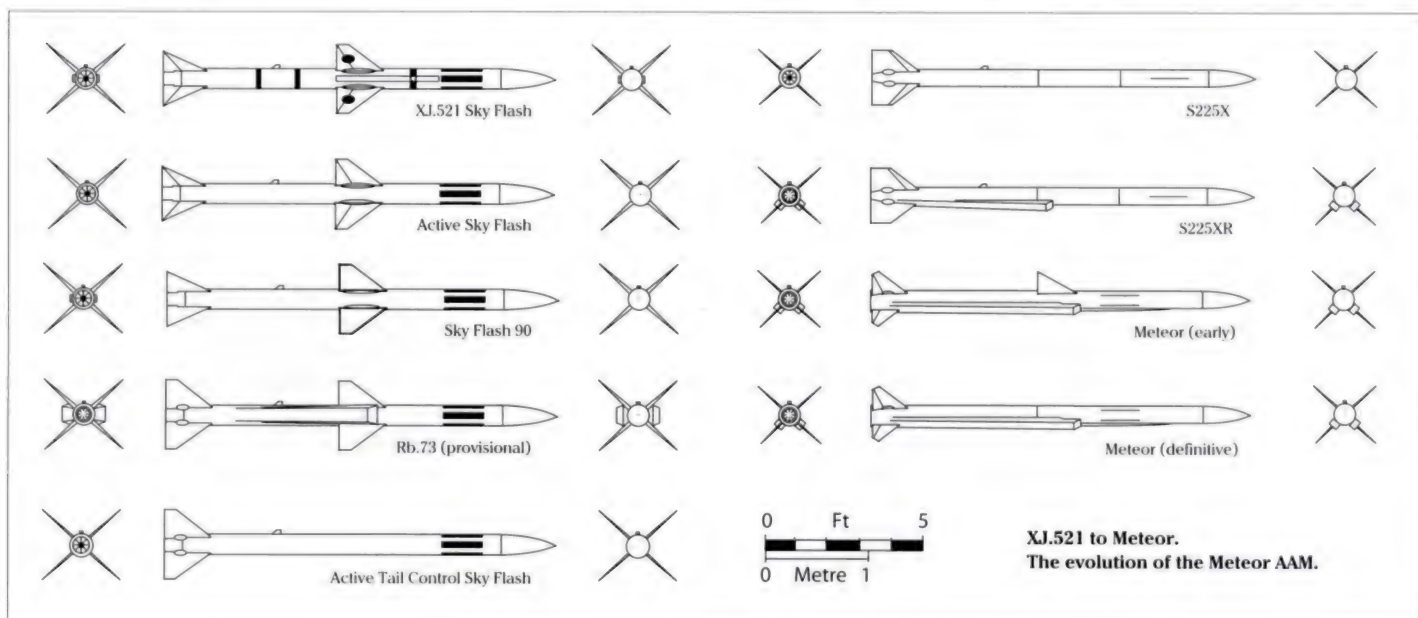 XJ.521 Sky Flash
Active Sky Flash
Sky Flash 90
Rb.73 (provisional)
Active Tail Control Sky Flash
S225X
S225XR
Meteor (early)
Meteor (definitive)
0 Ft 5
0 Metre 1
XJ.521 to Meteor.
The evolution of the Meteor AAM.